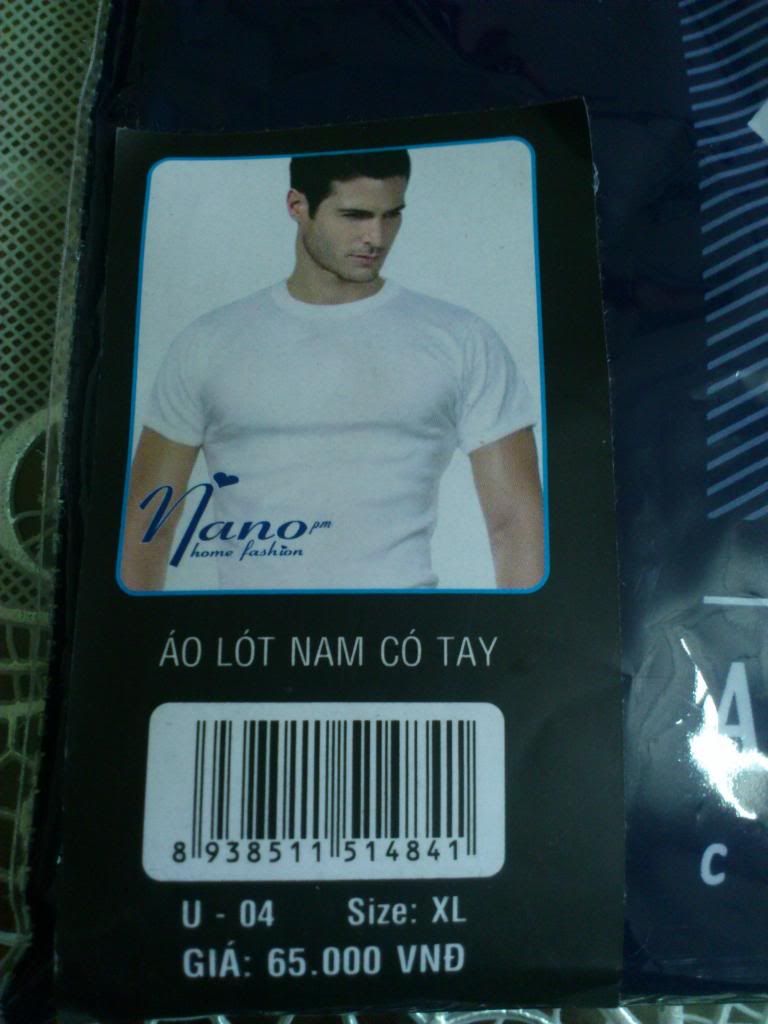 Nano pm
home fashion
ÁO LÓT NAM CÓ TAY
8 938511 514841
U - 04 Size: XL
GIÁ: 65.000 VNĐ
A
C